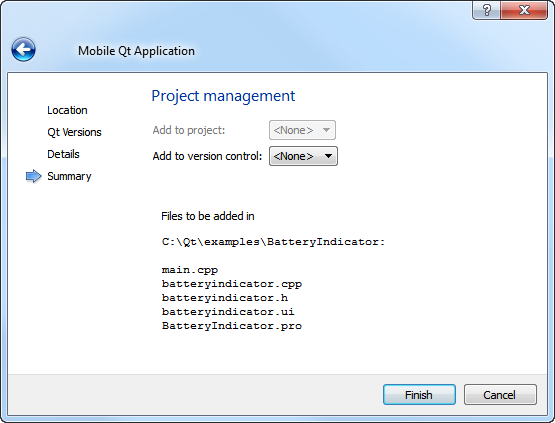 ?
Mobile Qt Application
Project management
Location
Qt Versions
Details
Summary
Add to project: <None>
Add to version control: <None>
Files to be added in
C:\Qt\examples\BatteryIndicator:
main.cpp
batteryindicator.cpp
batteryindicator.h
batteryindicator.ui
BatteryIndicator.pro
Finish Cancel